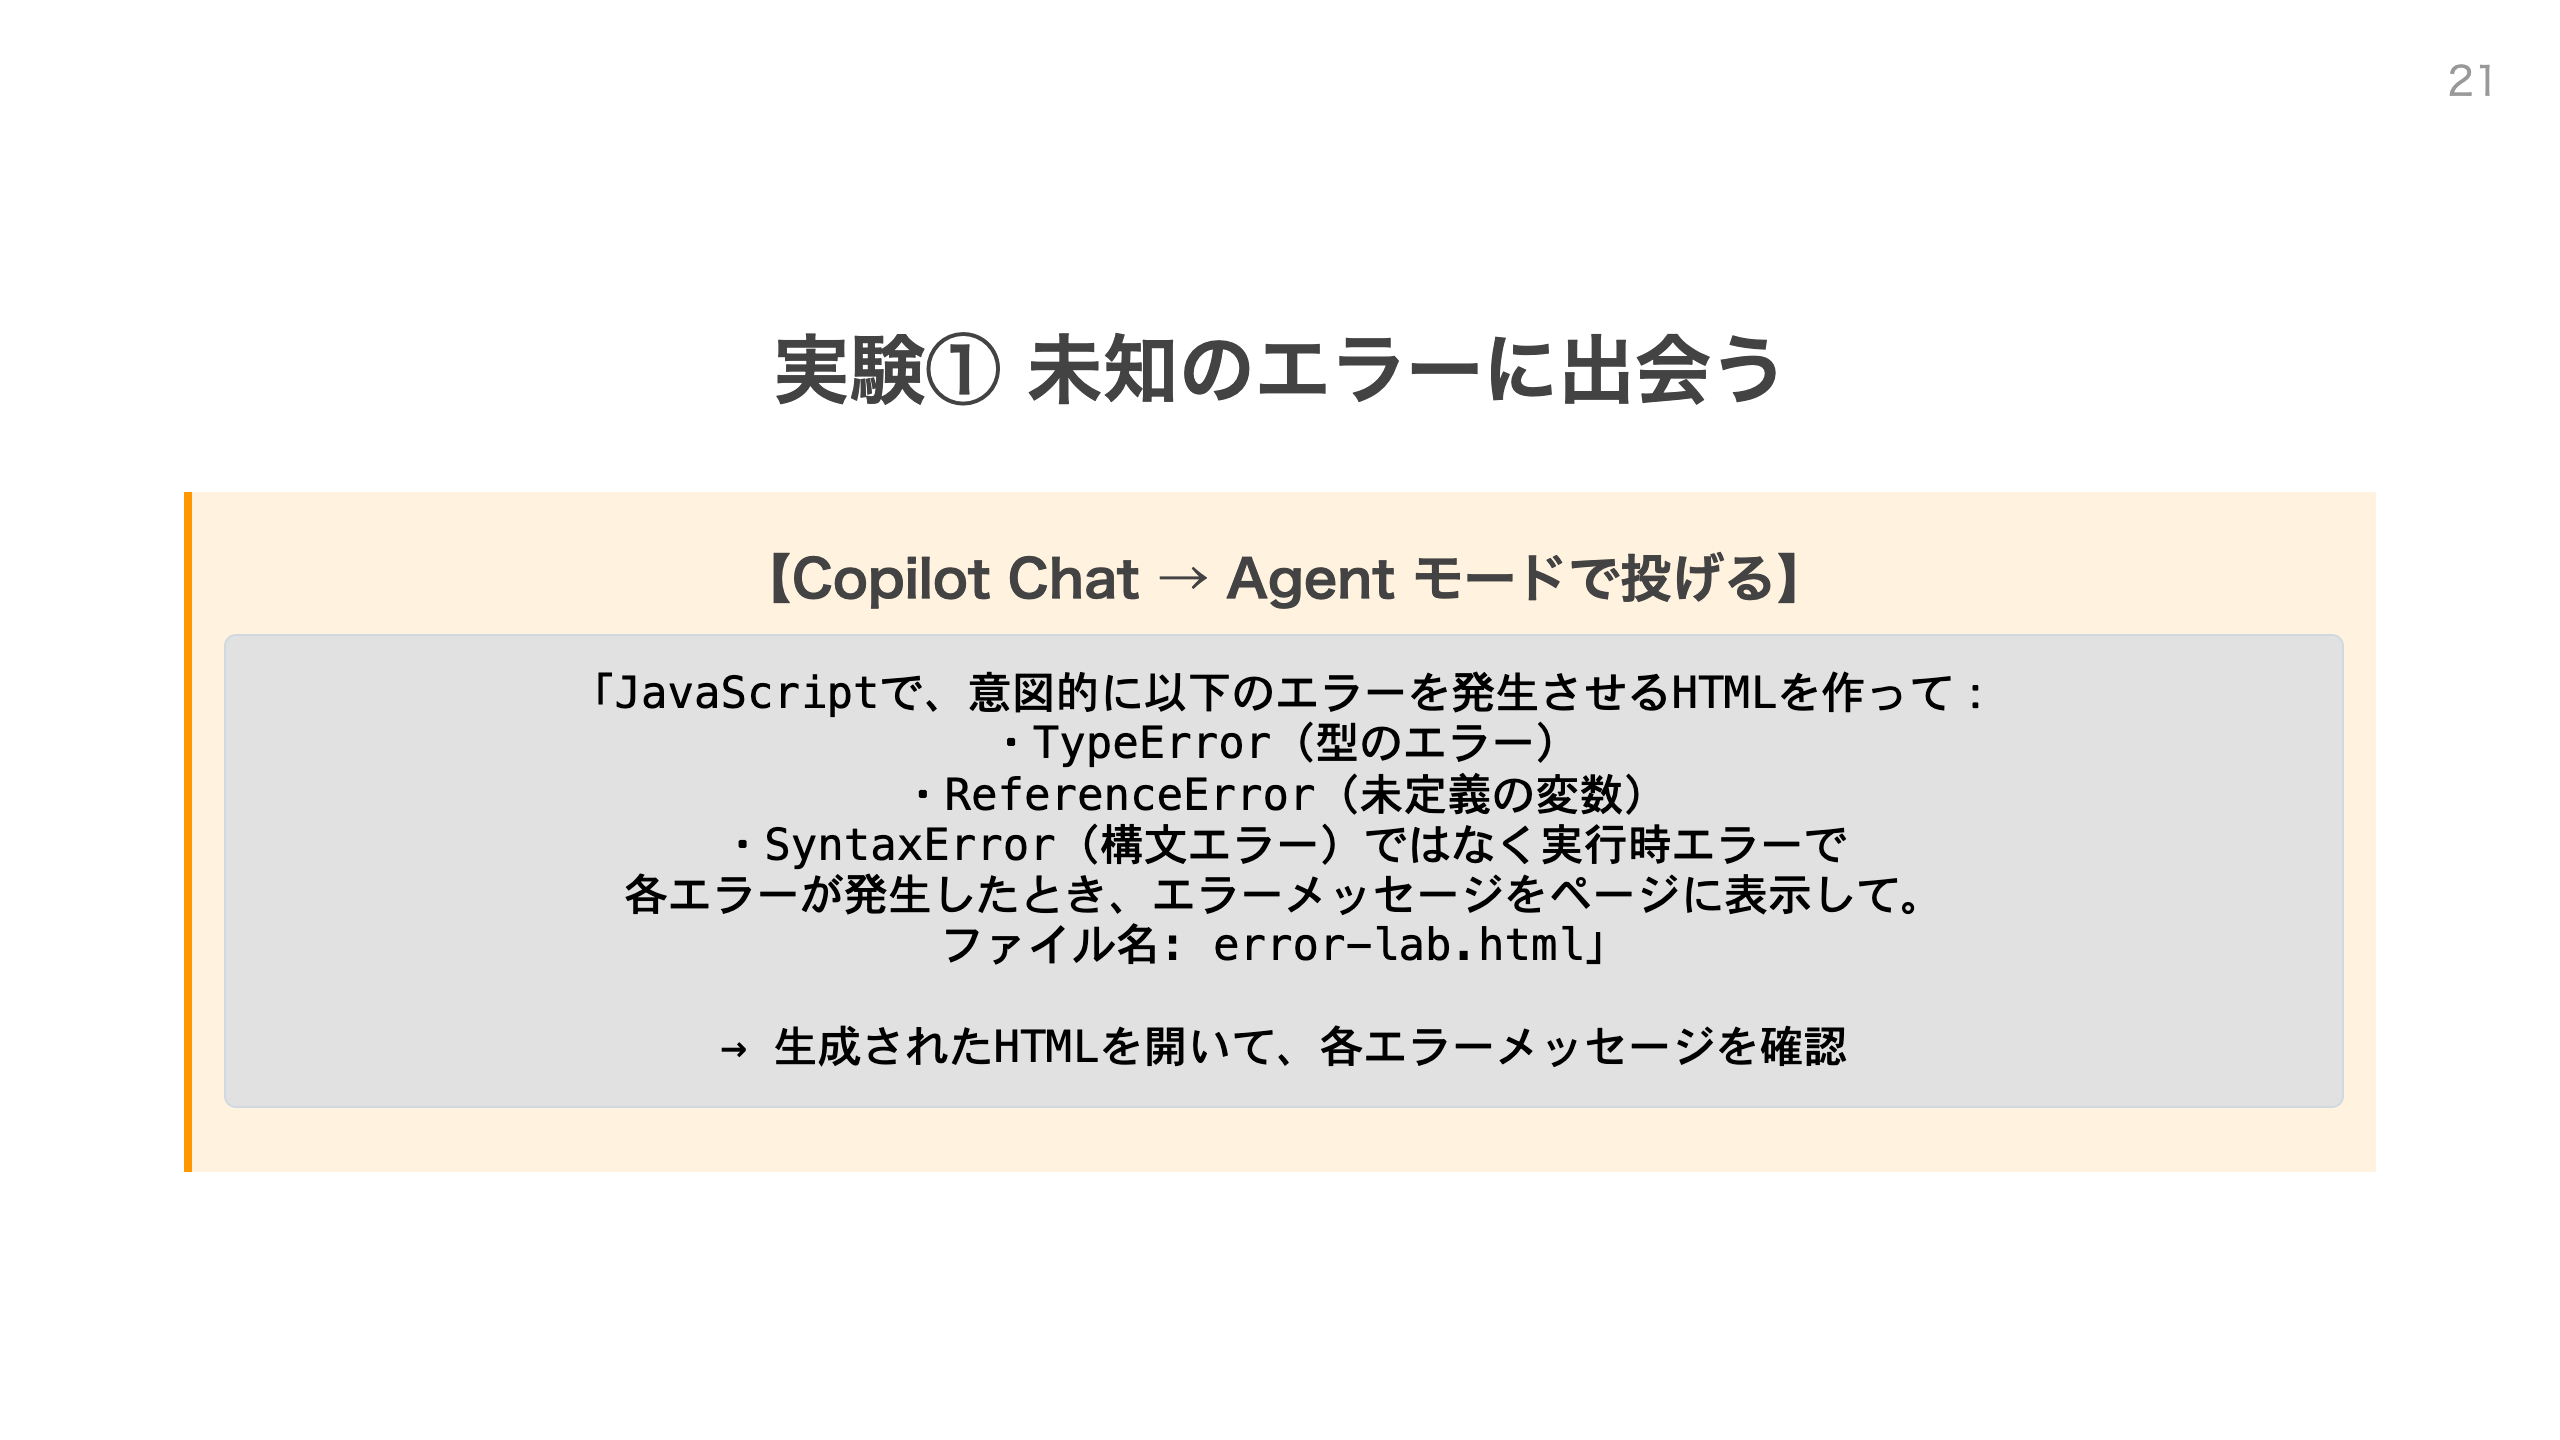 21
実験① 未知のエラーに出会う
【Copilot Chat → Agent モードで投げる】
「JavaScriptで、意図的に以下のエラーを発生させるHTMLを作って：
・TypeError（型のエラー）
・ReferenceError（未定義の変数）
・SyntaxError（構文エラー）ではなく実行時エラーで
各エラーが発生したとき、エラーメッセージをページに表示して。
ファイル名: error-lab.html」
→ 生成されたHTMLを開いて、各エラーメッセージを確認